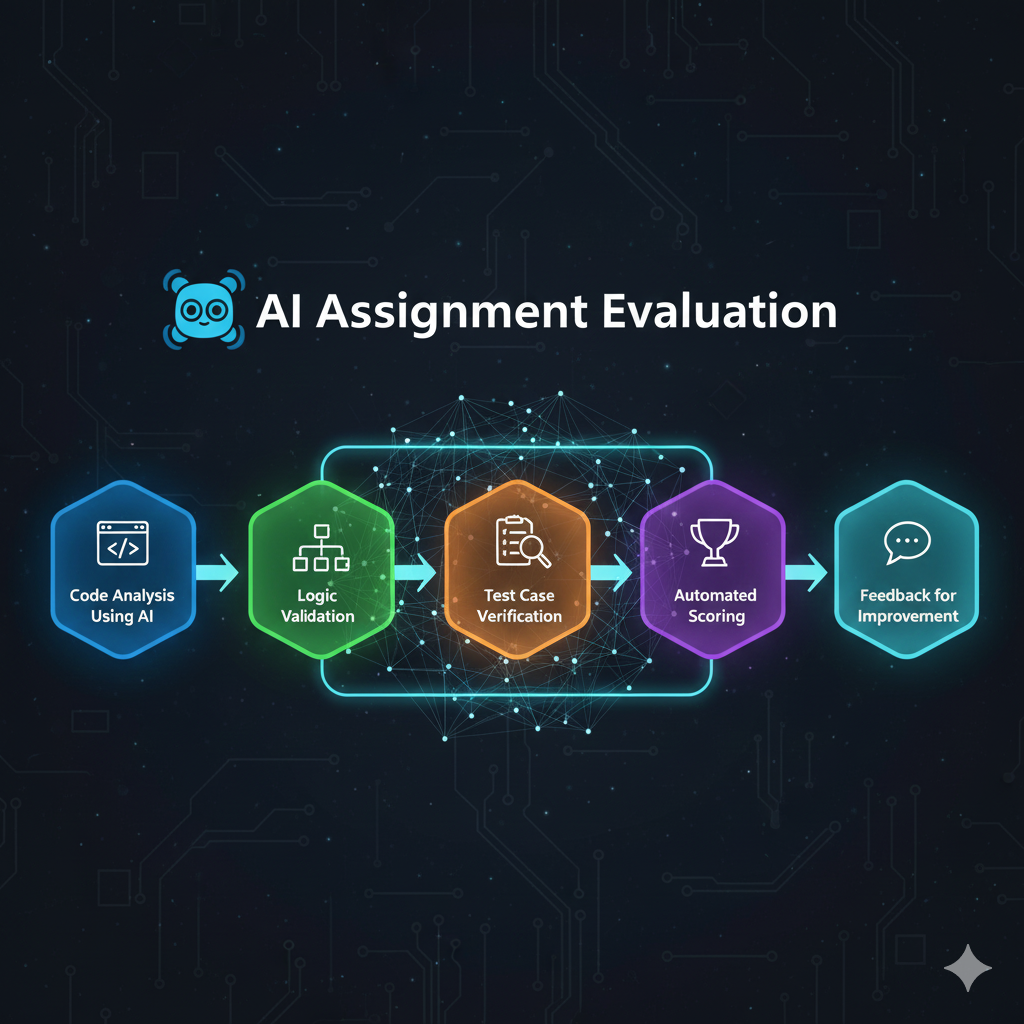 AI Assignment Evaluation
</>
Code Analysis
Using AI
Logic
Validation
Test Case
Verification
Automated
Scoring
Feedback for
Improvement